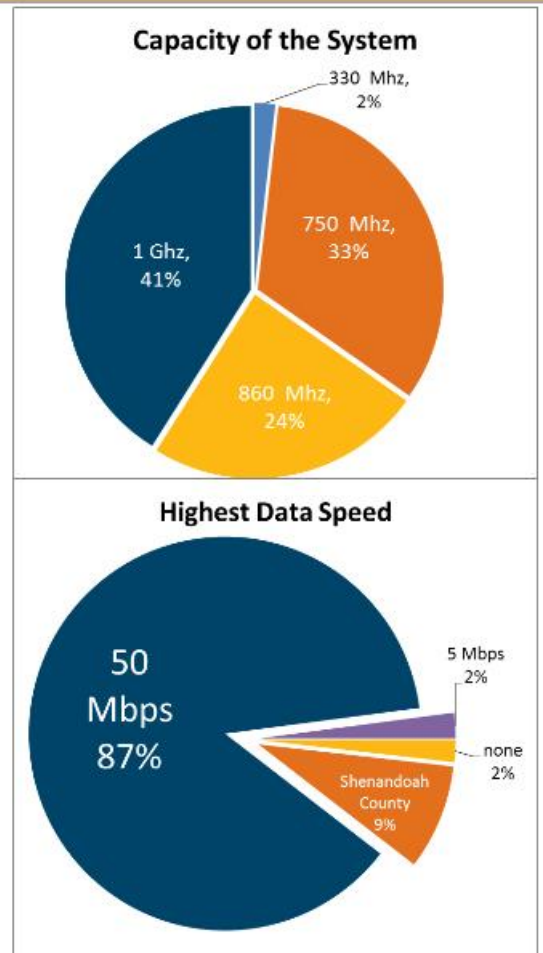 Capacity of the System
330  Mhz,
2%
750  Mhz,
33%
1 Ghz,
41%
860  Mhz,
24%
Highest Data Speed
50
Mbps
87%
5 Mbps
2%
none
2%
Shenandoah
County
9%